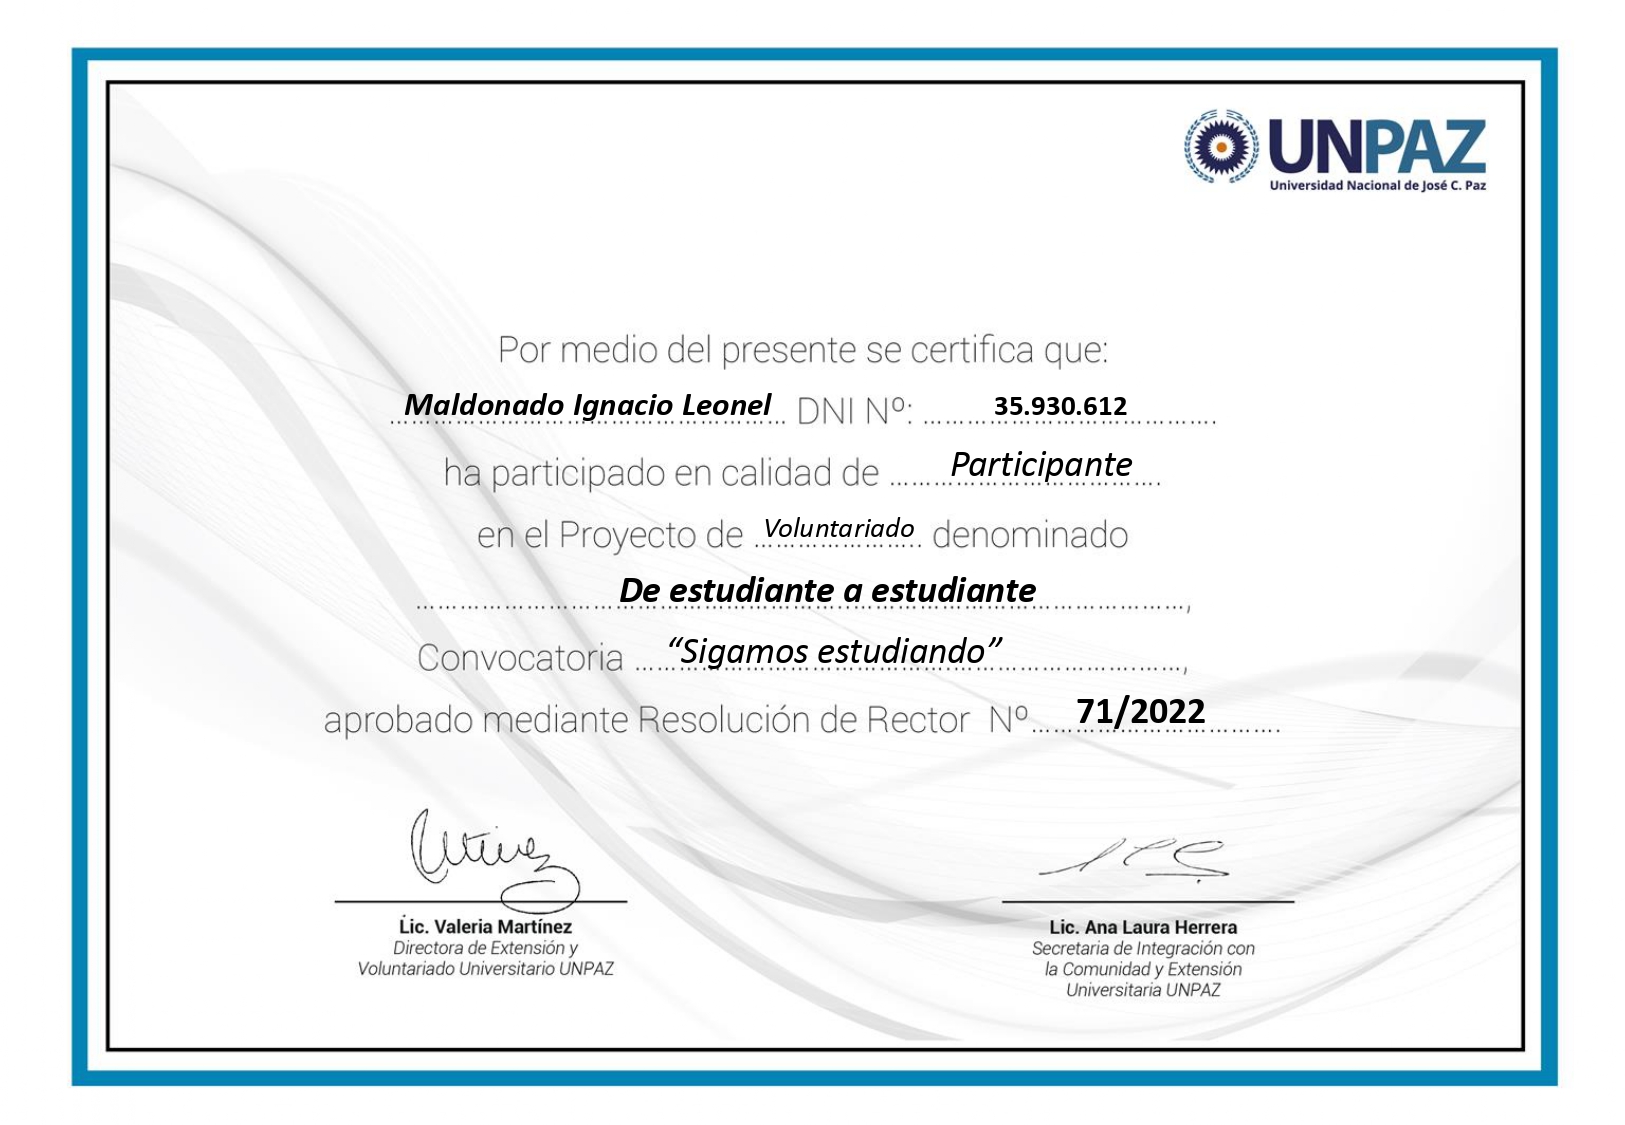 UNPAZ
Universidad Nacional de José C. Paz
Por medio del presente se certifica que:
Maldonado Ignacio Leonel DNI Nº: 35.930.612
ha participado en calidad de Participante
en el Proyecto de Voluntariado denominado
De estudiante a estudiante,
Convocatoria “Sigamos estudiando”,
aprobado mediante Resolución de Rector Nº 71/2022.
Lic. Valeria Martínez
Directora de Extensión y
Voluntariado Universitario UNPAZ
Lic. Ana Laura Herrera
Secretaria de Integración con
la Comunidad y Extensión
Universitaria UNPAZ